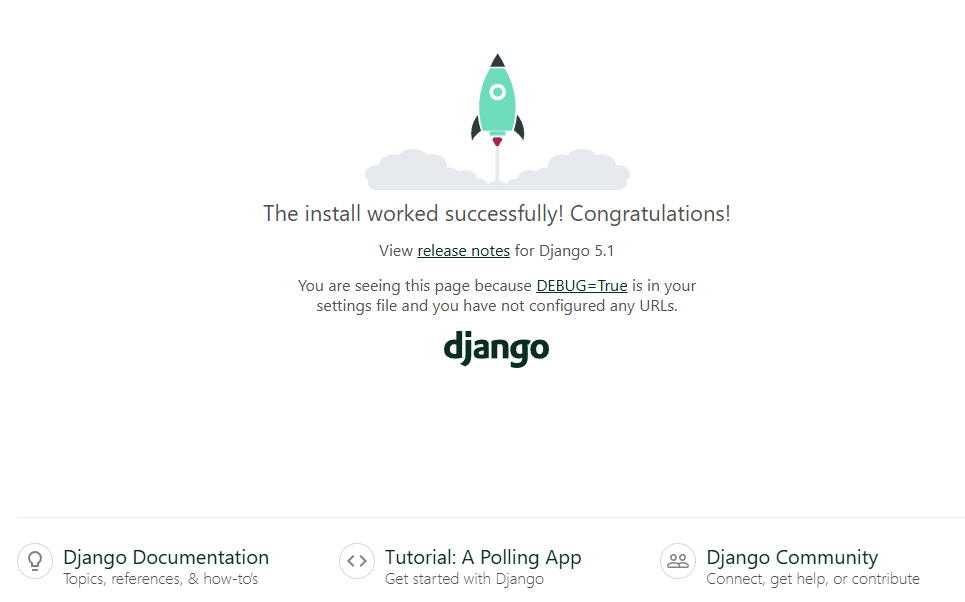 The install worked successfully! Congratulations!
View release notes for Django 5.1
You are seeing this page because DEBUG=True is in your
settings file and you have not configured any URLs.
django
Django Documentation
Topics, references, & how-to’s
Tutorial: A Polling App
Get started with Django
Django Community
Connect, get help, or contribute